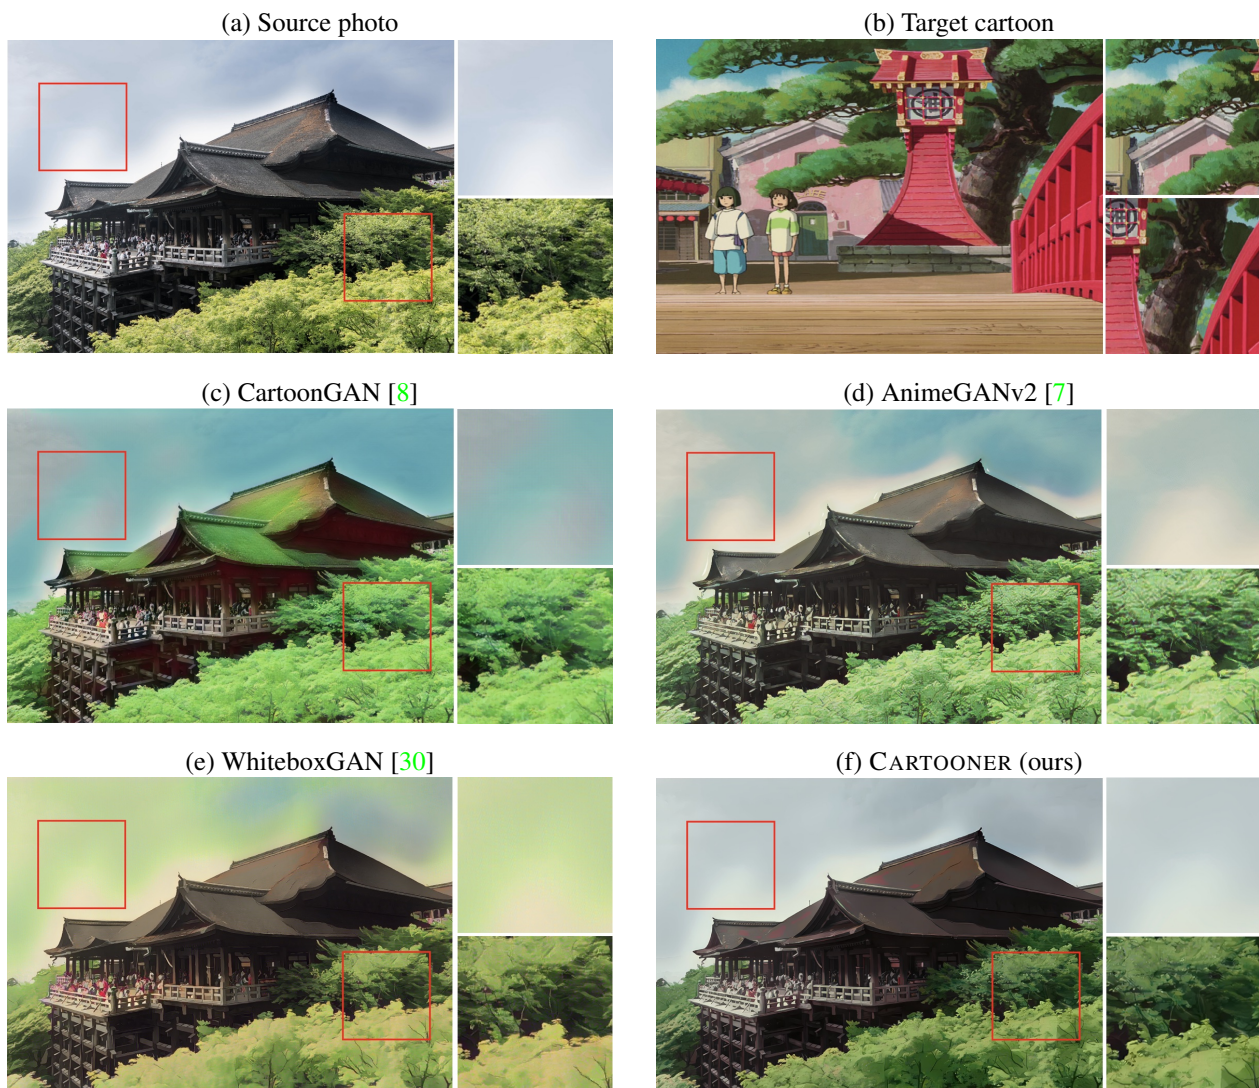 (a) Source photo
(b) Target cartoon
(c) CartoonGAN [8]
(d) AnimeGANv2 [7]
(e) WhiteboxGAN [30]
(f) CARTOONER (ours)